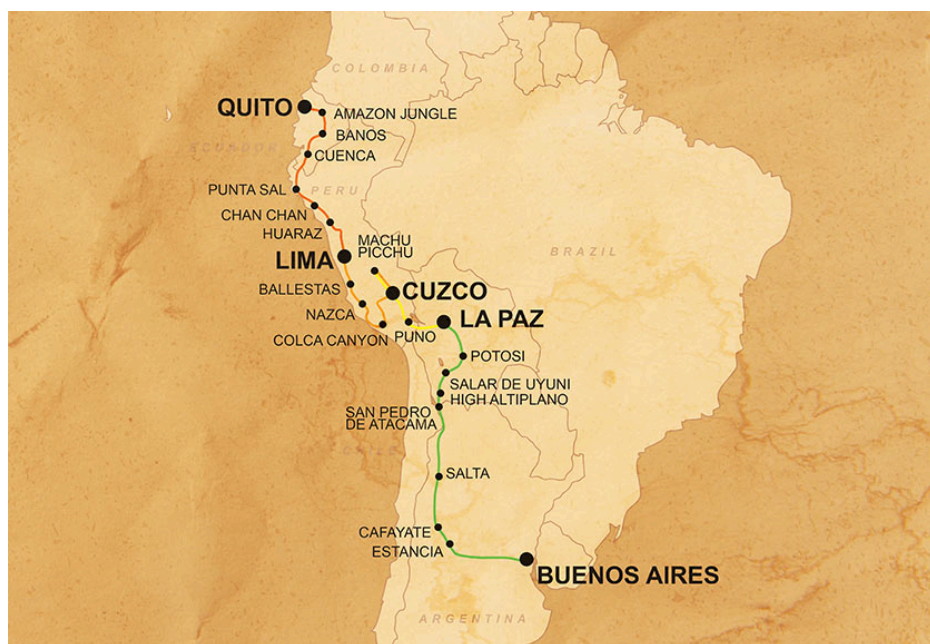 COLOMBIA
QUITO
AMAZON JUNGLE
BANOS
ECUADOR
CUENCA
PUNTA SAL
PERU
CHAN CHAN
HUARAZ
MACHU
PICCHU
BRAZIL
LIMA
BALLESTAS
CUZCO
NAZCA
LA PAZ
COLCA CANYON
PUNO
POTOSI
SALAR DE UYUNI
HIGH ALTIPLANO
SAN PEDRO
DE ATACAMA
CHILE
SALTA
CAFAYATE
ESTANCIA
BUENOS AIRES
ARGENTINA